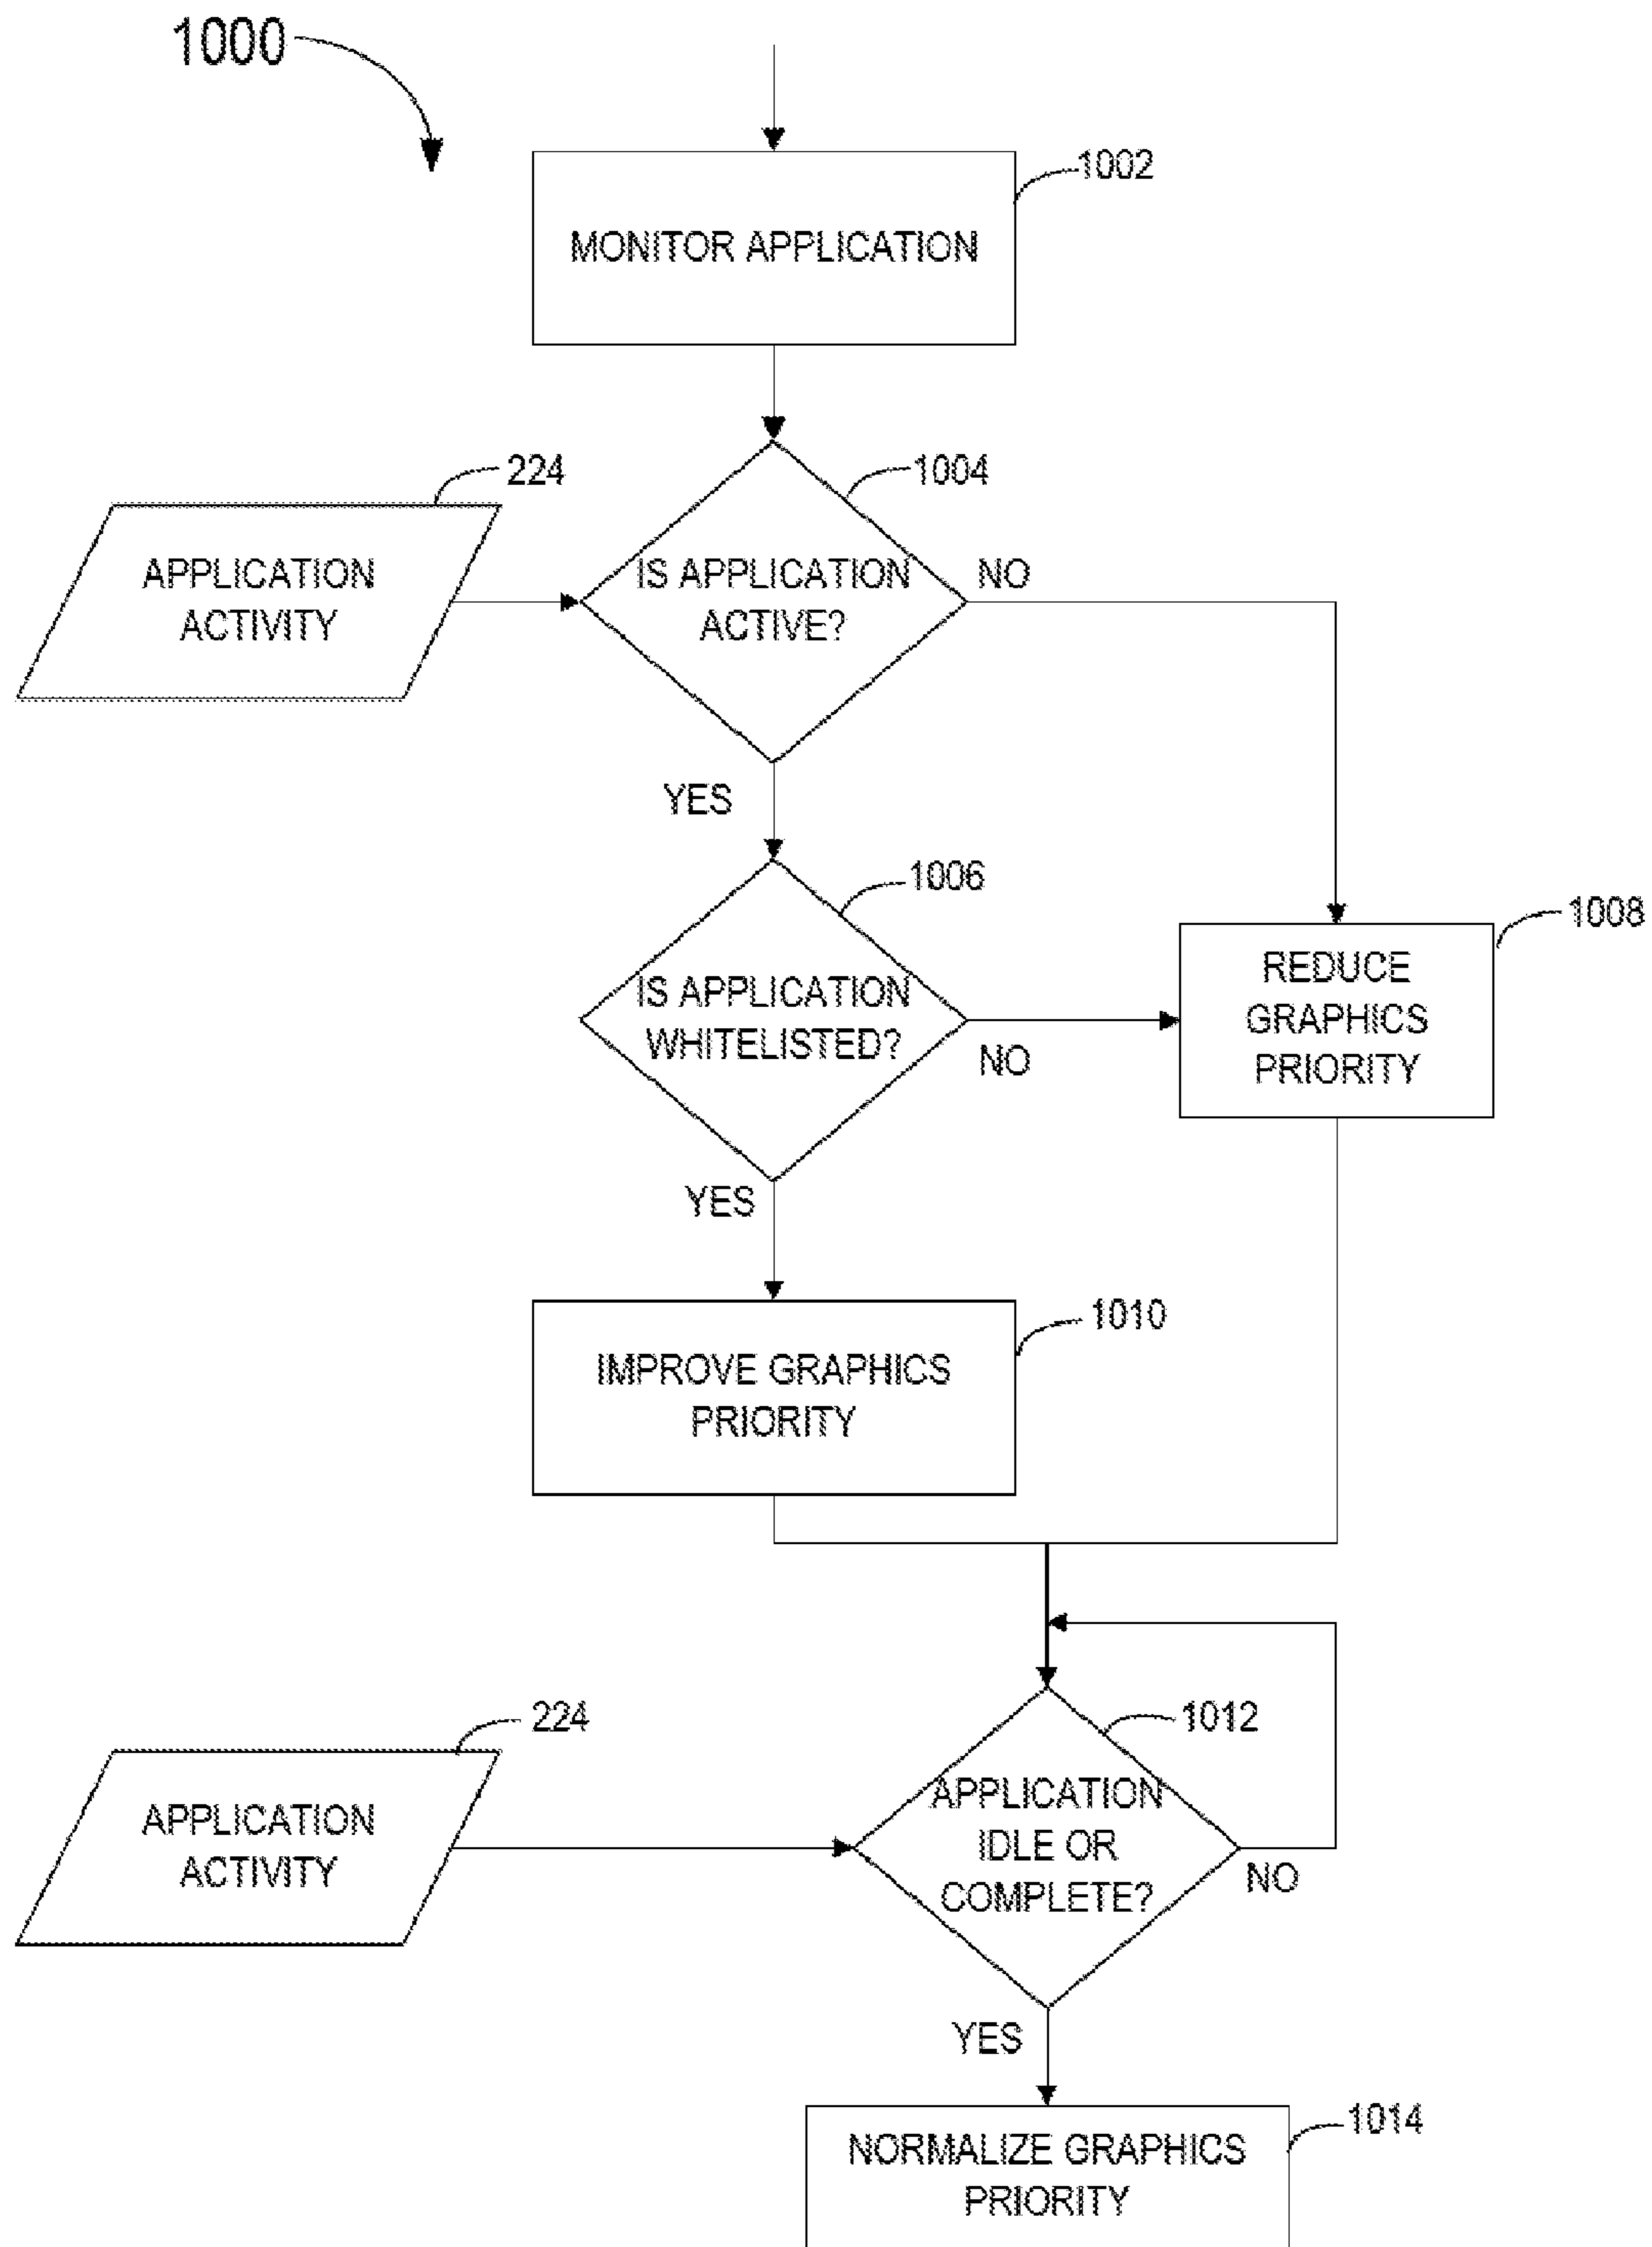 1000
1002
MONITOR APPLICATION
224
1004
APPLICATION
ACTIVITY
IS APPLICATION
ACTIVE?
NO
YES
1006
1008
IS APPLICATION
WHITELISTED?
NO
REDUCE
GRAPHICS
PRIORITY
YES
1010
IMPROVE GRAPHICS
PRIORITY
224
1012
APPLICATION
ACTIVITY
APPLICATION
IDLE OR
COMPLETE?
NO
YES
1014
NORMALIZE GRAPHICS
PRIORITY